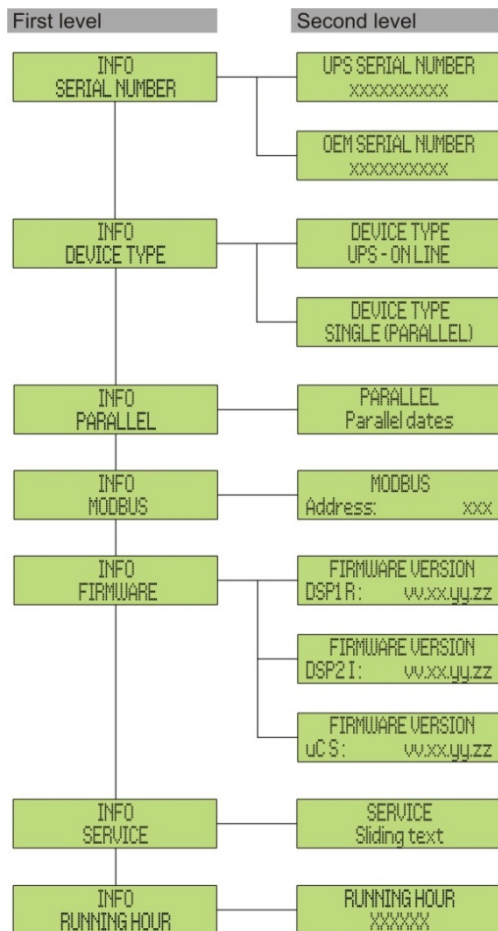 First level
Second level
INFO
SERIAL NUMBER
UPS SERIAL NUMBER
XXXXXXXXXX
OEM SERIAL NUMBER
XXXXXXXXXX
INFO
DEVICE TYPE
DEVICE TYPE
UPS - ON LINE
DEVICE TYPE
SINGLE (PARALLEL)
INFO
PARALLEL
PARALLEL
Parallel dates
INFO
MODBUS
MODBUS
Address: xxx
INFO
FIRMWARE
FIRMWARE VERSION
DSP1 R: vv.xx.yy.zz
FIRMWARE VERSION
DSP2 I: vv.xx.yy.zz
FIRMWARE VERSION
uC S: vv.xx.yy.zz
INFO
SERVICE
SERVICE
Sliding text
INFO
RUNNING HOUR
RUNNING HOUR
XXXXXX